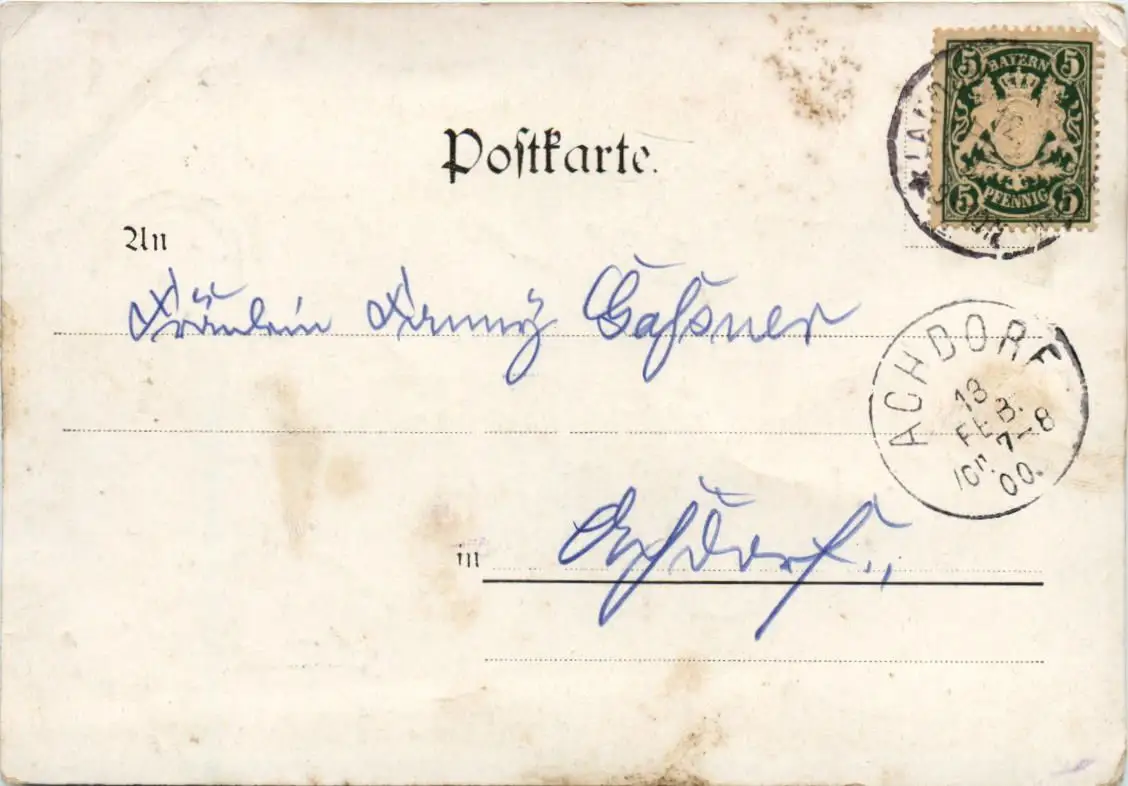 5 BAYERN 5
5 PFENNIG 5
Postkarte.
An
Fräulein Fanny Gaßner
ACHDORF
13
FEB.
7-8
00.
in Achdorf